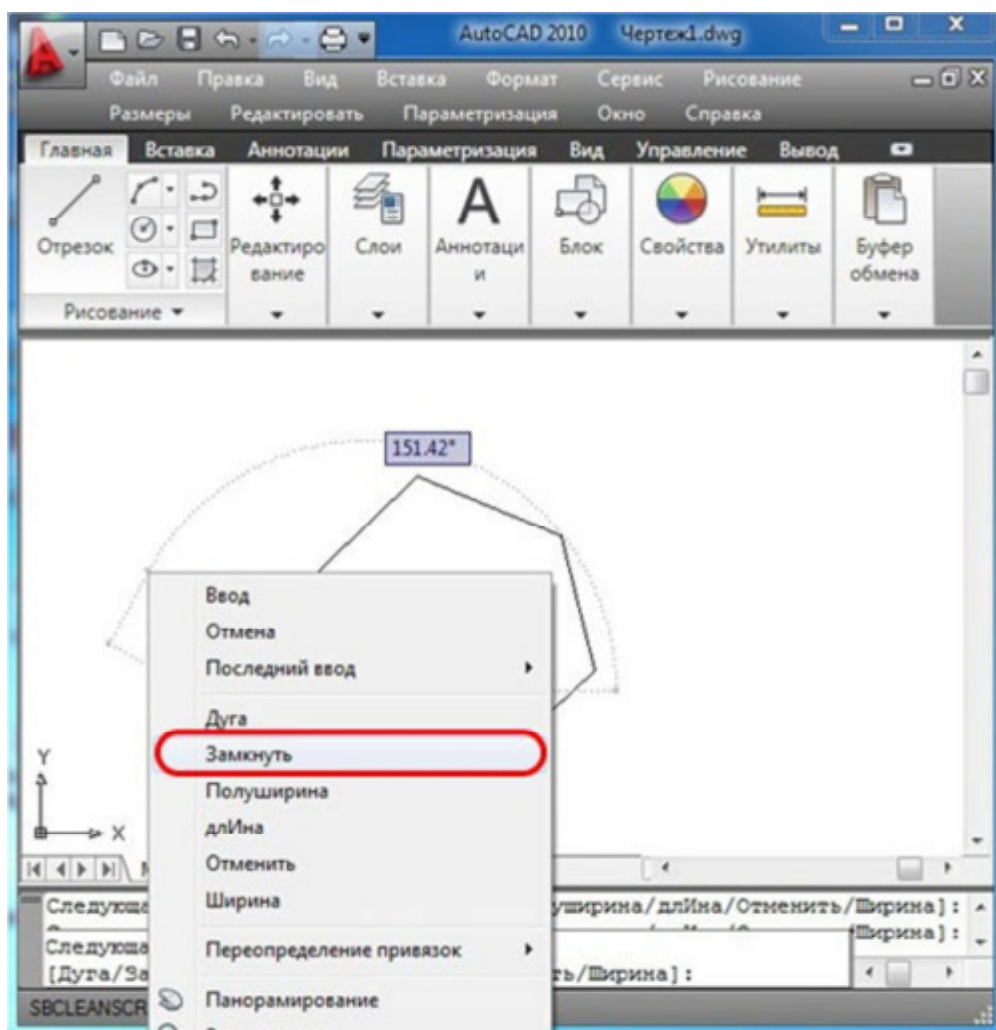 AutoCAD 2010 Чертеж1.dwg
Файл Правка Вид Вставка Формат Сервис Рисование
Размеры Редактировать Параметризация Окно Справка
Главная Вставка Аннотации Параметризация Вид Управление Вывод
Отрезок
Редактиро
вание
Слои
Аннотаци
и
Блок
Свойства
Утилиты
Буфер
обмена
Рисование
151.42°
Ввод
Отмена
Последний ввод
Дуга
Замкнуть
Полуширина
длИна
Отменить
Ширина
Переопределение привязок
Панорамирование
Y
X
Следующа уширина/длИна/Отменить/Ширина]:
Ширина]:
Следующа
[Дуга/За ть/Ширина]:
SBCLEANSCR